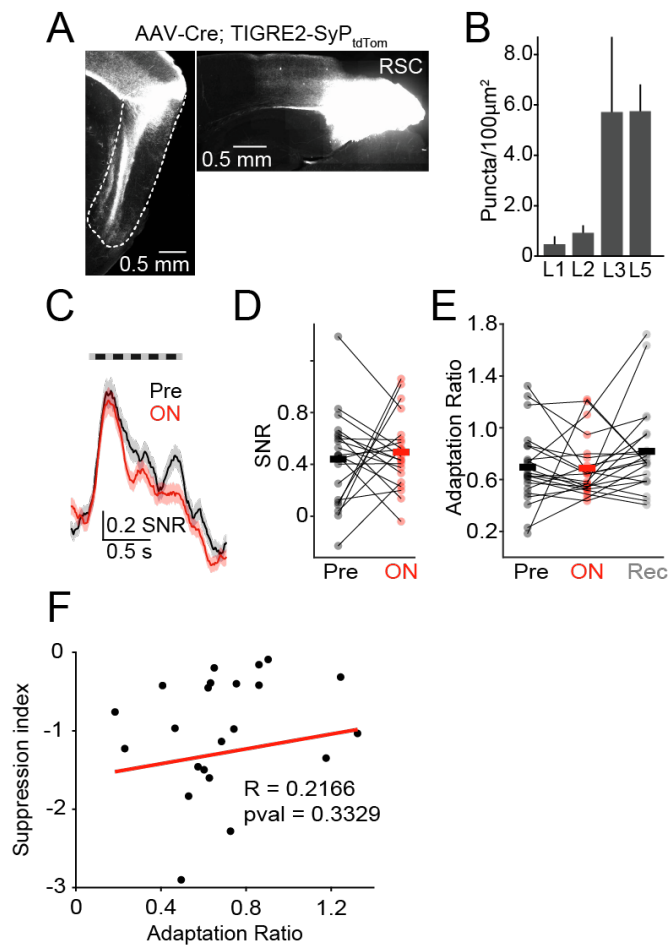 A
AAV-Cre; TIGRE2-SyPtdTom
RSC
0.5 mm
0.5 mm
B
Puncta/100µm²
8.0
6.0
4.0
2.0
0
L1 L2 L3 L5
C
Pre
ON
0.2 SNR
0.5 s
D
SNR
0.8
0.4
0
Pre ON
E
Adaptation Ratio
1.8
1.4
1.0
0.6
0.2
Pre ON Rec
F
Suppression index
0
-1
-2
-3
R = 0.2166
pval = 0.3329
0 0.4 0.8 1.2
Adaptation Ratio